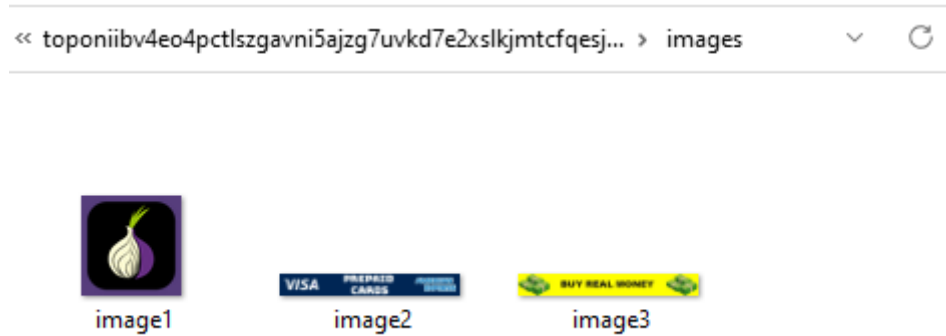 « toponiibv4eo4pctlszgavni5ajzg7uvkd7e2xslkjmtcfqesj... > images
VISA PREPAID CARDS
BUY REAL MONEY
image1 image2 image3